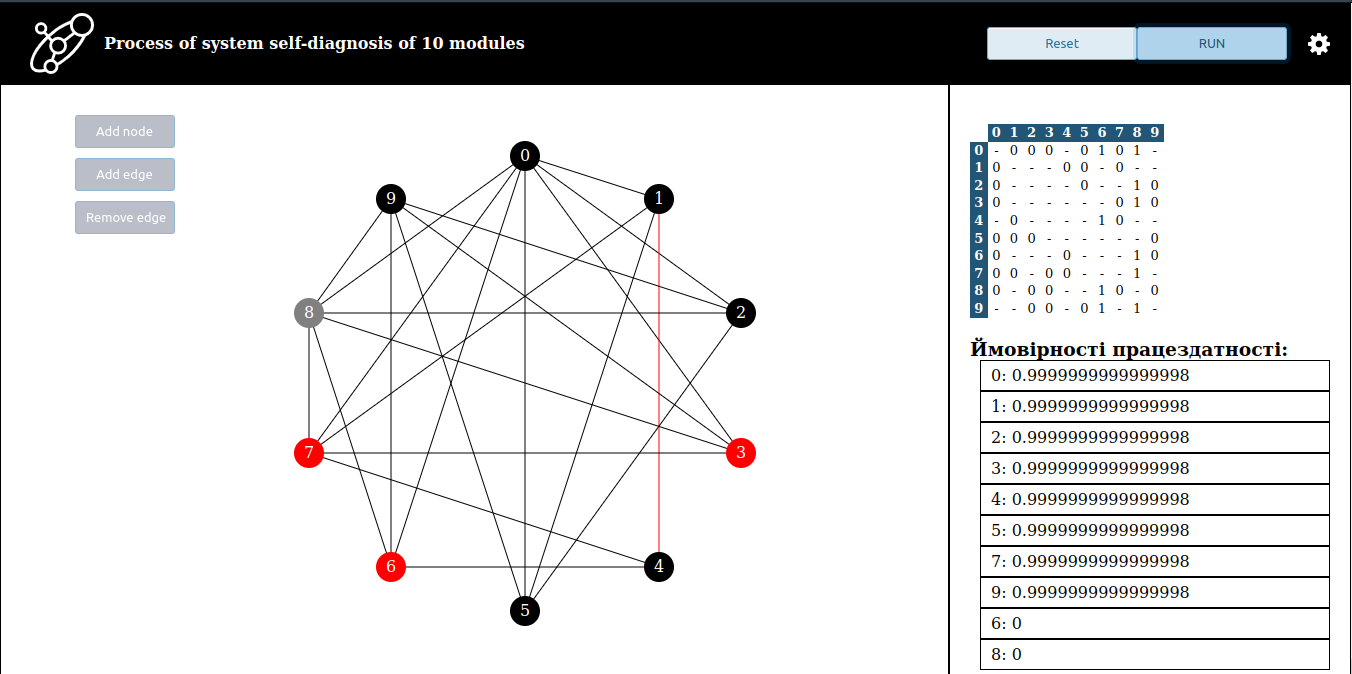 Process of system self-diagnosis of 10 modules
Reset
RUN
Add node
Add edge
Remove edge
0
9
1
8
2
7
3
6
4
5
0 1 2 3 4 5 6 7 8 9
0 - 0 0 0 - 0 1 0 1 -
1 0 - - - 0 0 - 0 - -
2 0 - - - - 0 - - 1 0
3 0 - - - - - - 0 1 0
4 - 0 - - - - 1 0 - -
5 0 0 0 - - - - - - 0
6 0 - - - 0 - - - 1 0
7 0 0 - 0 0 - - - 1 -
8 0 - 0 0 - - 1 0 - 0
9 - - 0 0 - 0 1 - 1 -
Ймовірності працездатності:
0: 0.9999999999999998
1: 0.9999999999999998
2: 0.9999999999999998
3: 0.9999999999999998
4: 0.9999999999999998
5: 0.9999999999999998
7: 0.9999999999999998
9: 0.9999999999999998
6: 0
8: 0